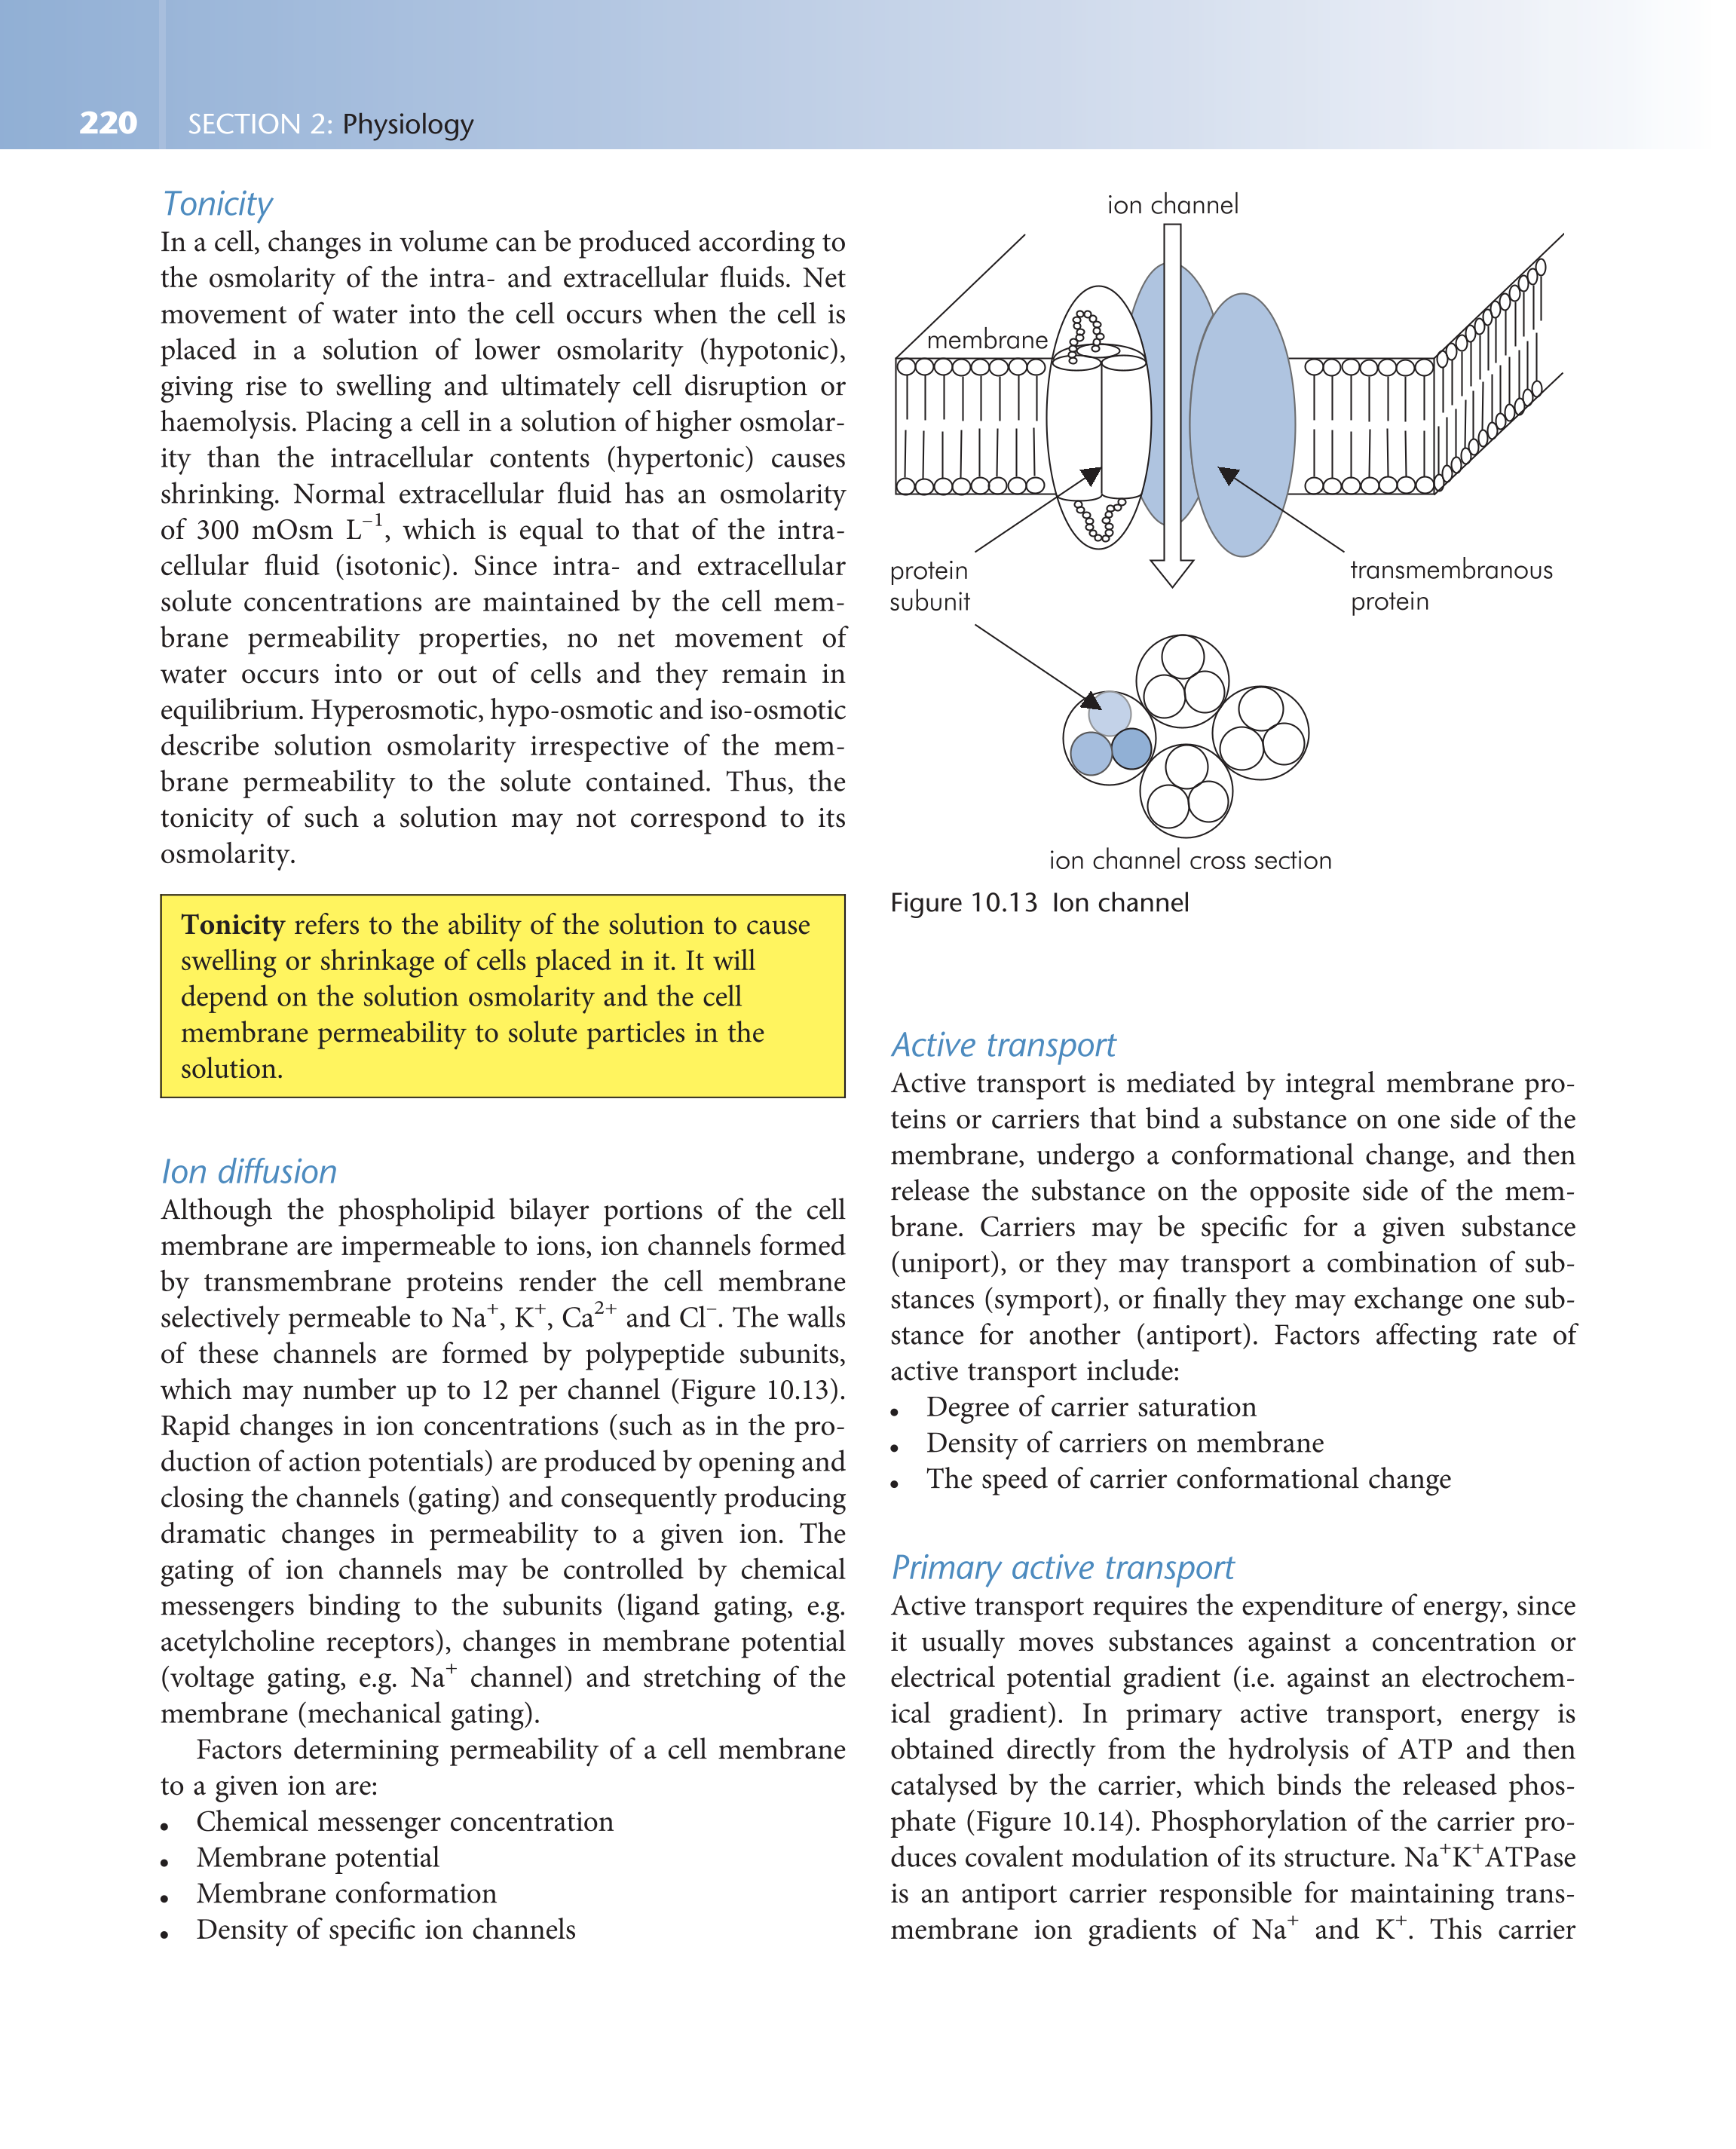 220 SECTION 2: Physiology
Tonicity
In a cell, changes in volume can be produced according to
the osmolarity of the intra- and extracellular fluids. Net
movement of water into the cell occurs when the cell is
placed in a solution of lower osmolarity (hypotonic),
giving rise to swelling and ultimately cell disruption or
haemolysis. Placing a cell in a solution of higher osmolar-
ity than the intracellular contents (hypertonic) causes
shrinking. Normal extracellular fluid has an osmolarity
of 300 mOsm L⁻¹, which is equal to that of the intra-
cellular fluid (isotonic). Since intra- and extracellular
solute concentrations are maintained by the cell mem-
brane permeability properties, no net movement of
water occurs into or out of cells and they remain in
equilibrium. Hyperosmotic, hypo-osmotic and iso-osmotic
describe solution osmolarity irrespective of the mem-
brane permeability to the solute contained. Thus, the
tonicity of such a solution may not correspond to its
osmolarity.
Tonicity refers to the ability of the solution to cause
swelling or shrinkage of cells placed in it. It will
depend on the solution osmolarity and the cell
membrane permeability to solute particles in the
solution.
Ion diffusion
Although the phospholipid bilayer portions of the cell
membrane are impermeable to ions, ion channels formed
by transmembrane proteins render the cell membrane
selectively permeable to Na⁺, K⁺, Ca²⁺ and Cl⁻. The walls
of these channels are formed by polypeptide subunits,
which may number up to 12 per channel (Figure 10.13).
Rapid changes in ion concentrations (such as in the pro-
duction of action potentials) are produced by opening and
closing the channels (gating) and consequently producing
dramatic changes in permeability to a given ion. The
gating of ion channels may be controlled by chemical
messengers binding to the subunits (ligand gating, e.g.
acetylcholine receptors), changes in membrane potential
(voltage gating, e.g. Na⁺ channel) and stretching of the
membrane (mechanical gating).
Factors determining permeability of a cell membrane
to a given ion are:
• Chemical messenger concentration
• Membrane potential
• Membrane conformation
• Density of specific ion channels
ion channel
membrane
protein
subunit
transmembranous
protein
ion channel cross section
Figure 10.13 Ion channel
Active transport
Active transport is mediated by integral membrane pro-
teins or carriers that bind a substance on one side of the
membrane, undergo a conformational change, and then
release the substance on the opposite side of the mem-
brane. Carriers may be specific for a given substance
(uniport), or they may transport a combination of sub-
stances (symport), or finally they may exchange one sub-
stance for another (antiport). Factors affecting rate of
active transport include:
• Degree of carrier saturation
• Density of carriers on membrane
• The speed of carrier conformational change
Primary active transport
Active transport requires the expenditure of energy, since
it usually moves substances against a concentration or
electrical potential gradient (i.e. against an electrochem-
ical gradient). In primary active transport, energy is
obtained directly from the hydrolysis of ATP and then
catalysed by the carrier, which binds the released phos-
phate (Figure 10.14). Phosphorylation of the carrier pro-
duces covalent modulation of its structure. Na⁺K⁺ATPase
is an antiport carrier responsible for maintaining trans-
membrane ion gradients of Na⁺ and K⁺. This carrier